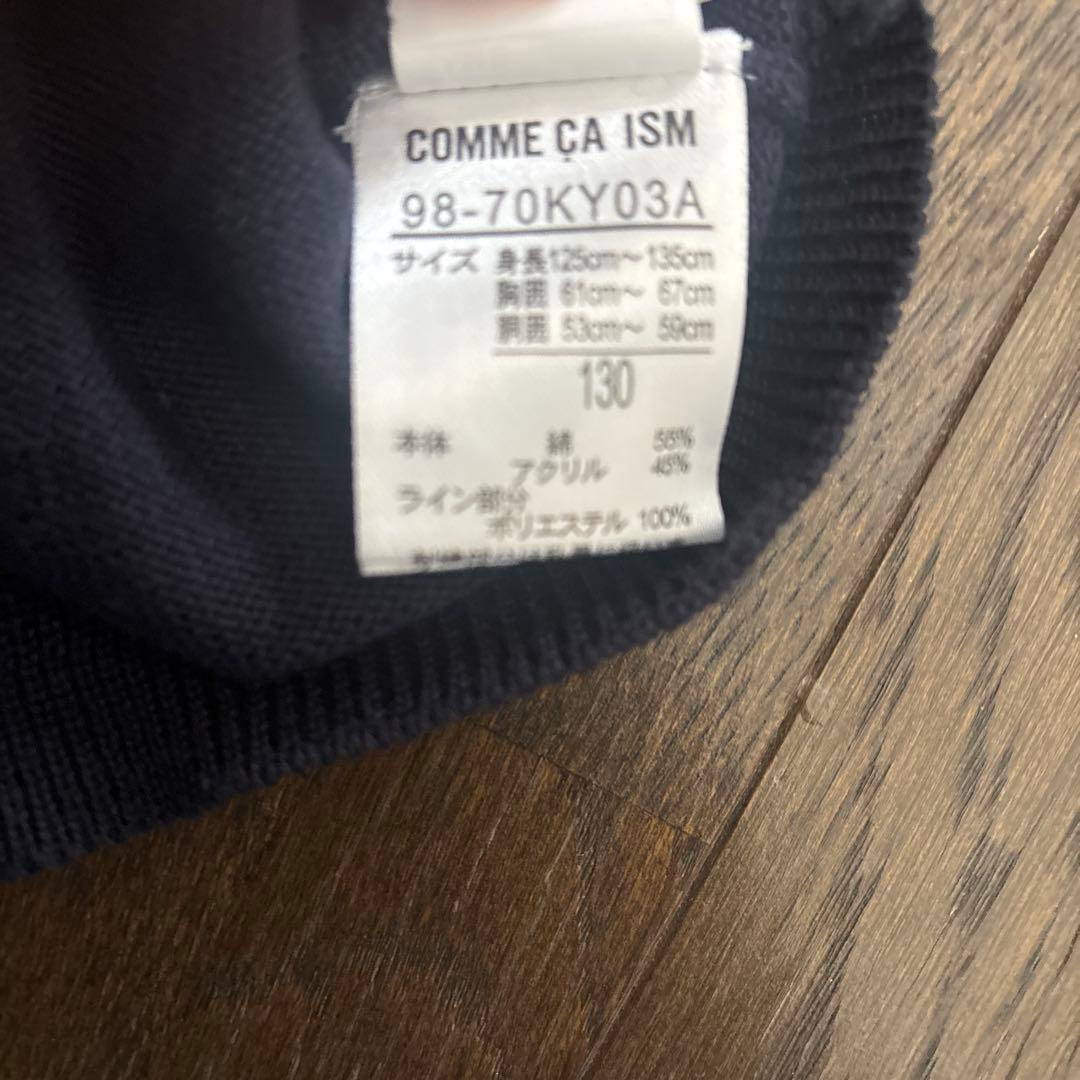 COMME ÇA ISM
98-70KY03A
サイズ 身長125cm～135cm
胸囲 61cm～ 67cm
胴囲 53cm～ 59cm
130
本体 綿 55%
アクリル 45%
ライン部分
ポリエステル 100%